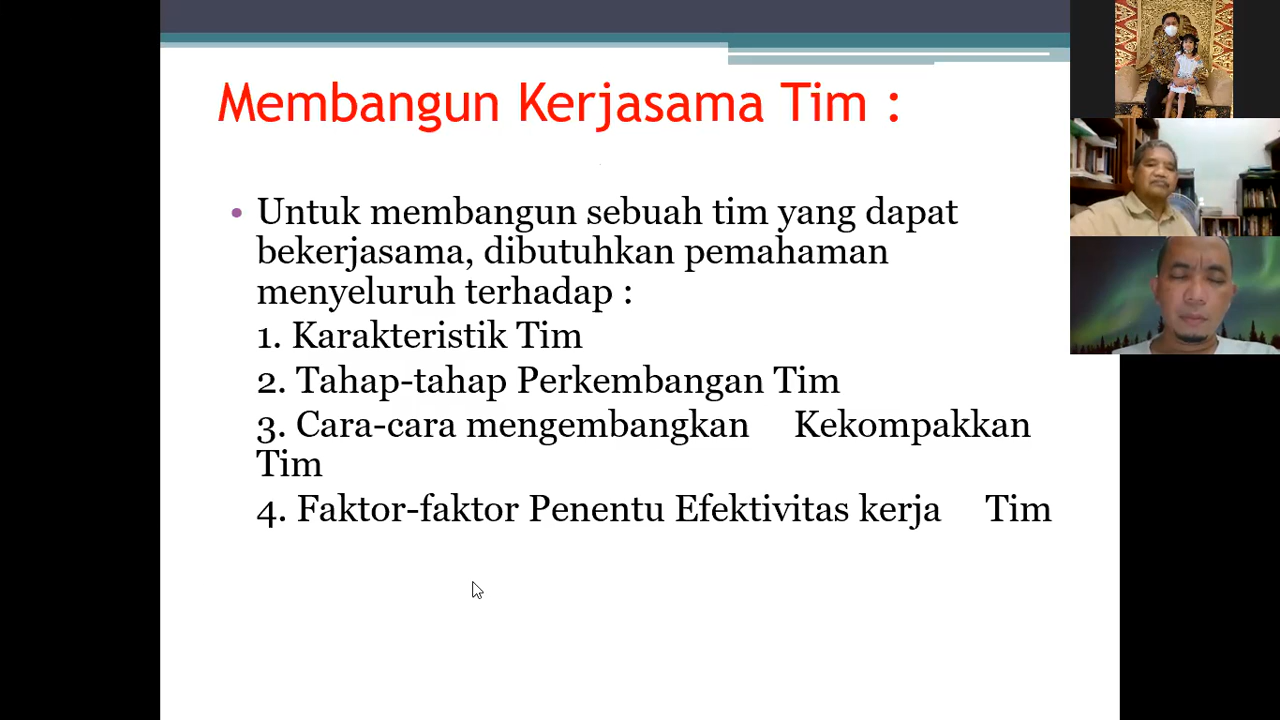 Membangun Kerjasama Tim :
• Untuk membangun sebuah tim yang dapat
bekerjasama, dibutuhkan pemahaman
menyeluruh terhadap :
1. Karakteristik Tim
2. Tahap-tahap Perkembangan Tim
3. Cara-cara mengembangkan Kekompakkan
Tim
4. Faktor-faktor Penentu Efektivitas kerja Tim